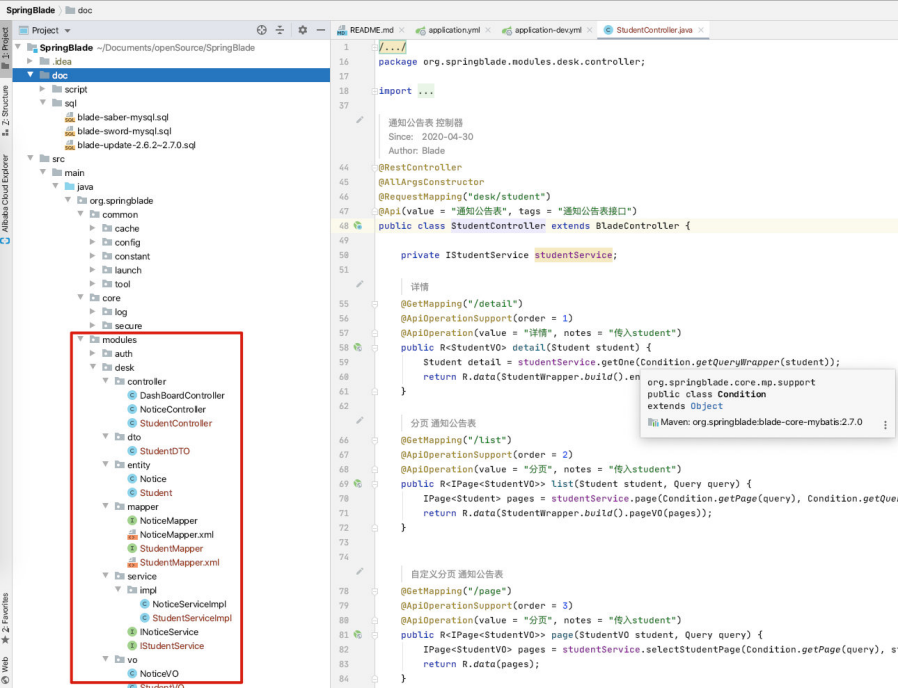 SpringBlade doc
Project
README.md application.yml application-dev.yml StudentController.java
1: Project
Z: Structure
Alibaba Cloud Explorer
2: Favorites
Web
SpringBlade ~/Documents/openSource/SpringBlade
.idea
doc
script
sql
blade-saber-mysql.sql
blade-sword-mysql.sql
blade-update-2.6.2~2.7.0.sql
src
main
java
org.springblade
common
cache
config
constant
launch
tool
core
log
secure
modules
auth
desk
controller
DashBoardController
NoticeController
StudentController
dto
StudentDTO
entity
Notice
Student
mapper
NoticeMapper
NoticeMapper.xml
StudentMapper
StudentMapper.xml
service
impl
NoticeServiceImpl
StudentServiceImpl
INoticeService
IStudentService
vo
NoticeVO
StudentVO
1 /.../
16 package org.springblade.modules.desk.controller;
17
18 import ...
37
通知公告表 控制器
Since: 2020-04-30
Author: Blade
44 @RestController
45 @AllArgsConstructor
46 @RequestMapping("desk/student")
47 @Api(value = "通知公告表", tags = "通知公告表接口")
48 public class StudentController extends BladeController {
49
50 private IStudentService studentService;
51
详情
55 @GetMapping("/detail")
56 @ApiOperationSupport(order = 1)
57 @ApiOperation(value = "详情", notes = "传入student")
58 public R<StudentVO> detail(Student student) {
59 Student detail = studentService.getOne(Condition.getQueryWrapper(student));
60 return R.data(StudentWrapper.build().en
61 }
62
org.springblade.core.mp.support
public class Condition
extends Object
Maven: org.springblade:blade-core-mybatis:2.7.0
分页 通知公告表
66 @GetMapping("/list")
67 @ApiOperationSupport(order = 2)
68 @ApiOperation(value = "分页", notes = "传入student")
69 public R<IPage<StudentVO>> list(Student student, Query query) {
70 IPage<Student> pages = studentService.page(Condition.getPage(query), Condition.getQue
71 return R.data(StudentWrapper.build().pageVO(pages));
72 }
73
74
自定义分页 通知公告表
78 @GetMapping("/page")
79 @ApiOperationSupport(order = 3)
80 @ApiOperation(value = "分页", notes = "传入student")
81 public R<IPage<StudentVO>> page(StudentVO student, Query query) {
82 IPage<StudentVO> pages = studentService.selectStudentPage(Condition.getPage(query), s
83 return R.data(pages);
84 }